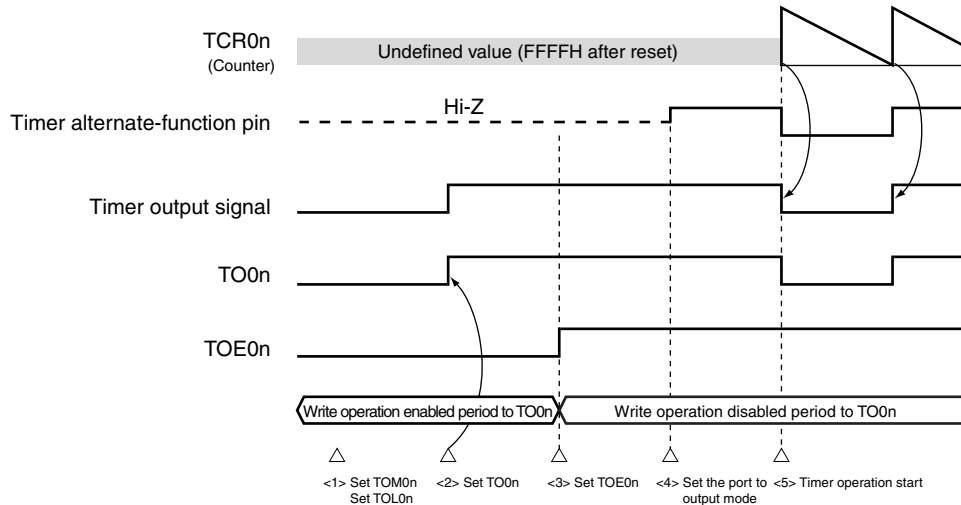 TCR0n
(Counter)
Undefined value (FFFFH after reset)
Hi-Z
Timer alternate-function pin
Timer output signal
TO0n
TOE0n
Write operation enabled period to TO0n
Write operation disabled period to TO0n
<1> Set TOM0n
Set TOL0n
<2> Set TO0n
<3> Set TOE0n
<4> Set the port to
output mode
<5> Timer operation start